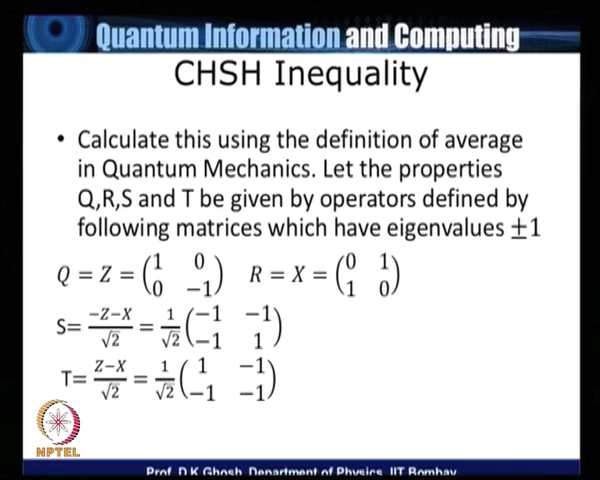 Quantum Information and Computing
CHSH Inequality
• Calculate this using the definition of average
in Quantum Mechanics. Let the properties
Q,R,S and T be given by operators defined by
following matrices which have eigenvalues ±1
Q = Z = (1 0; 0 −1) R = X = (0 1; 1 0)
S= (−Z−X)/√2 = 1/√2 (−1 −1; −1 1)
T= (Z−X)/√2 = 1/√2 (1 −1; −1 −1)
NPTEL
Prof. D.K Ghosh, Department of Physics, IIT Bombay